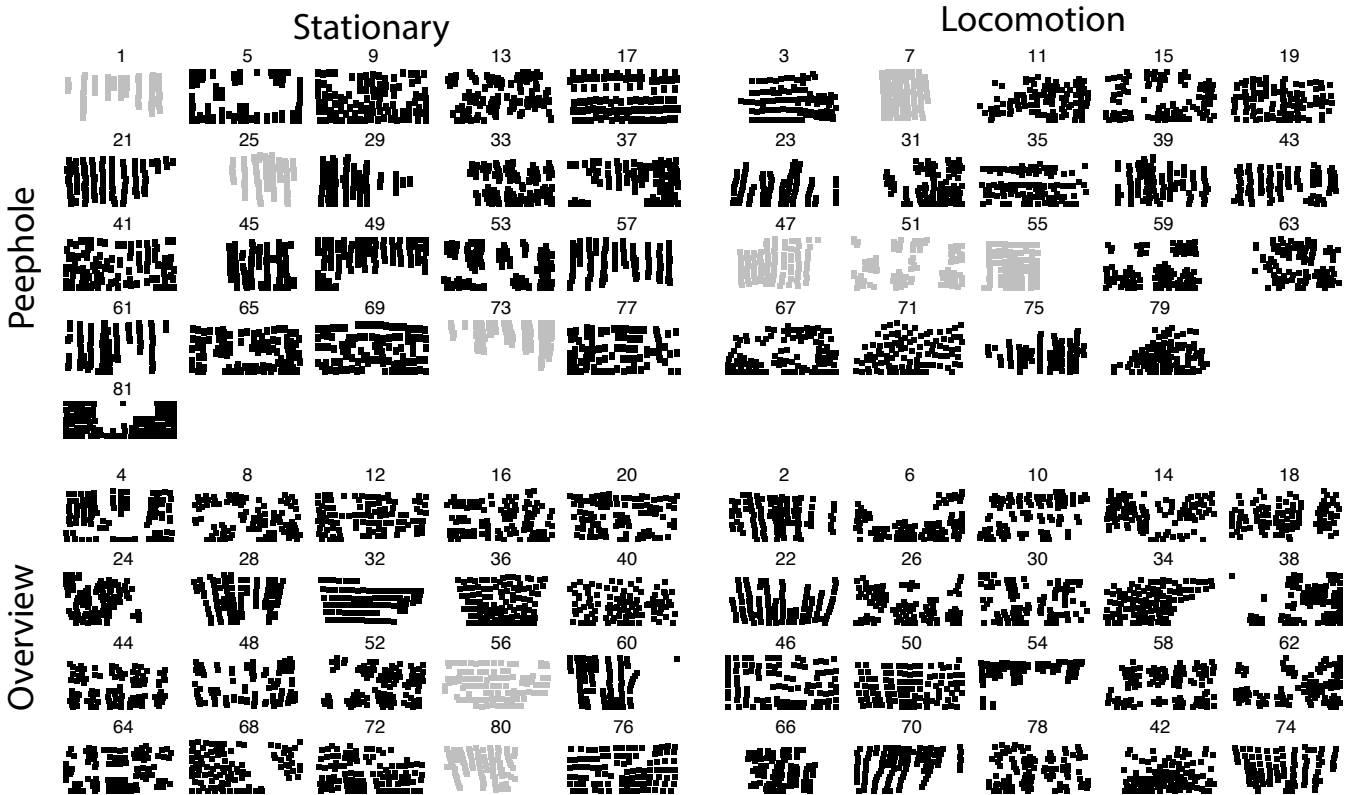 Stationary Locomotion
1 5 9 13 17 3 7 11 15 19
21 25 29 33 37 23 31 35 39 43
Peephole
41 45 49 53 57 47 51 55 59 63
61 65 69 73 77 67 71 75 79
81
4 8 12 16 20 2 6 10 14 18
24 28 32 36 40 22 26 30 34 38
Overview
44 48 52 56 60 46 50 54 58 62
64 68 72 80 76 66 70 78 42 74